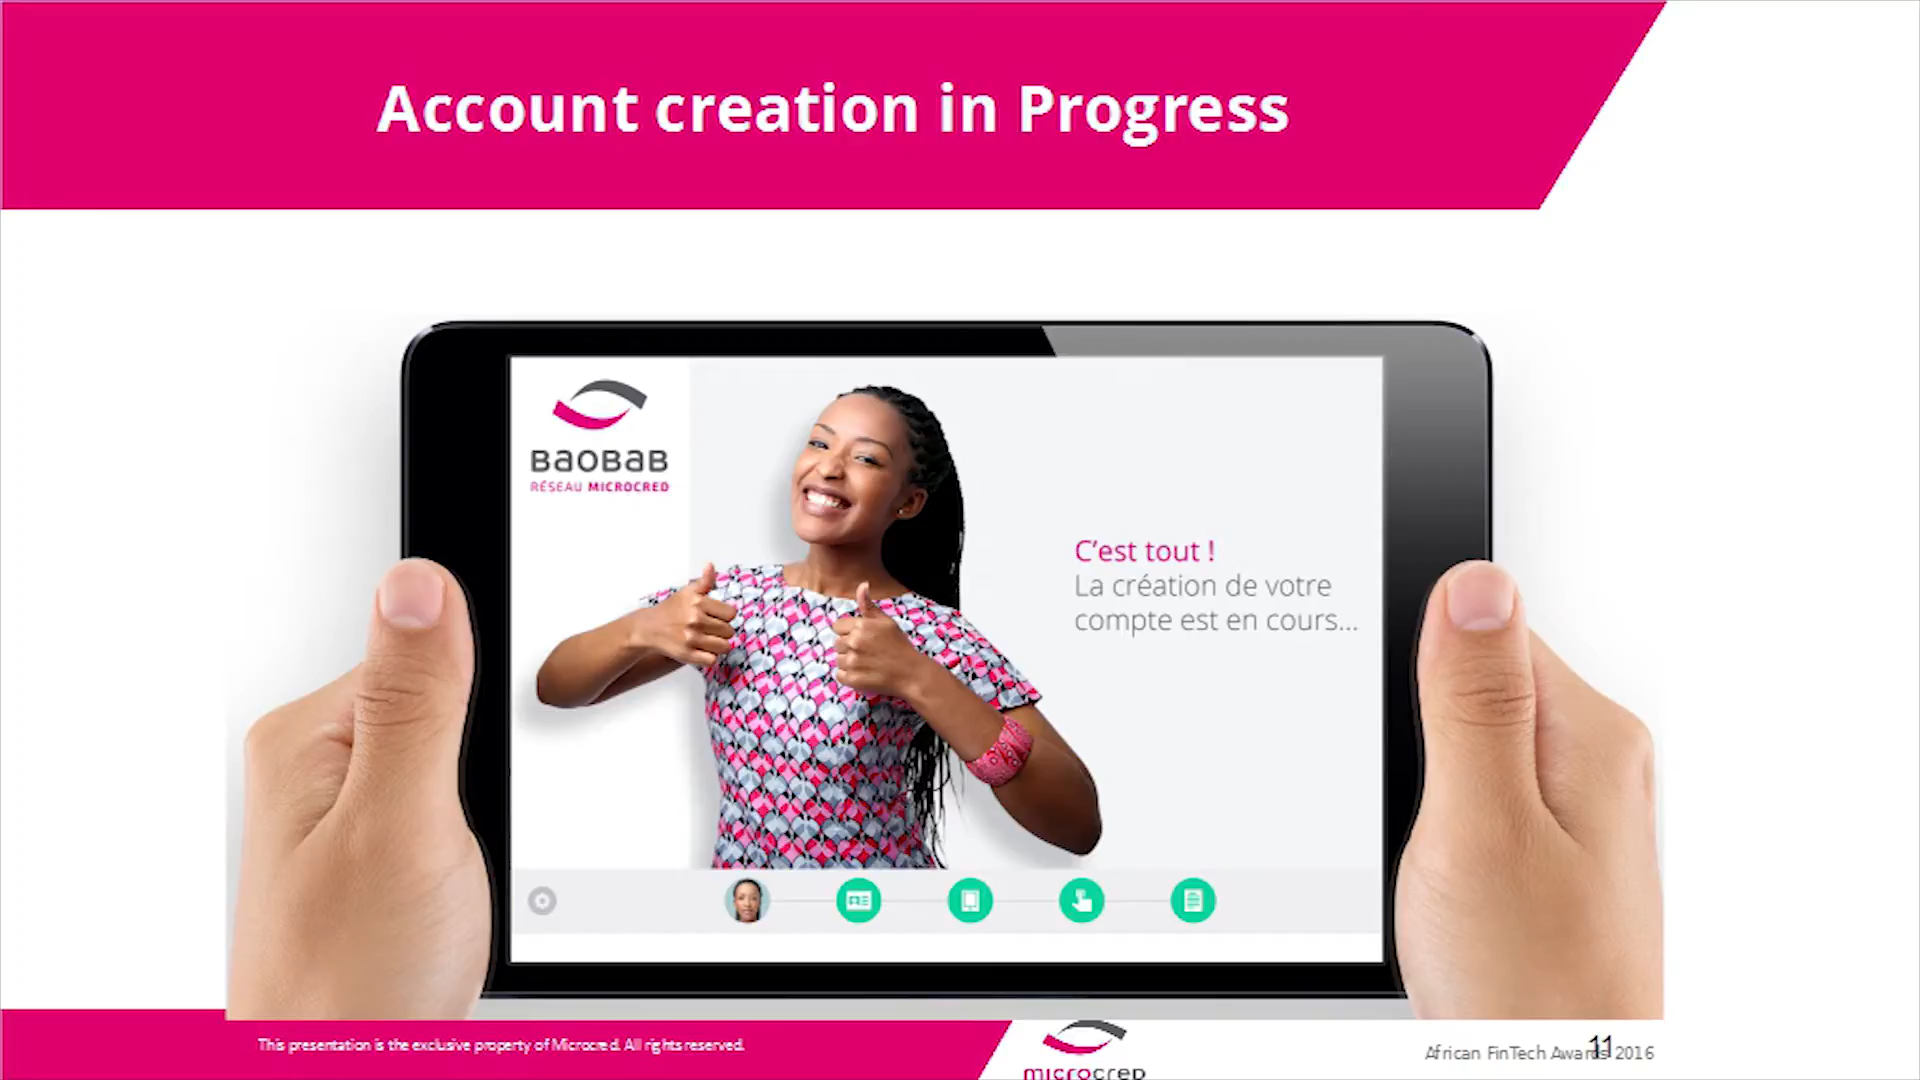 Account creation in Progress
BAOBAB
RÉSEAU MICROCRED
C'est tout !
La création de votre
compte est en cours...
This presentation is the exclusive property of Microcred. All rights reserved.
microcred
African FinTech Awards 2016
11